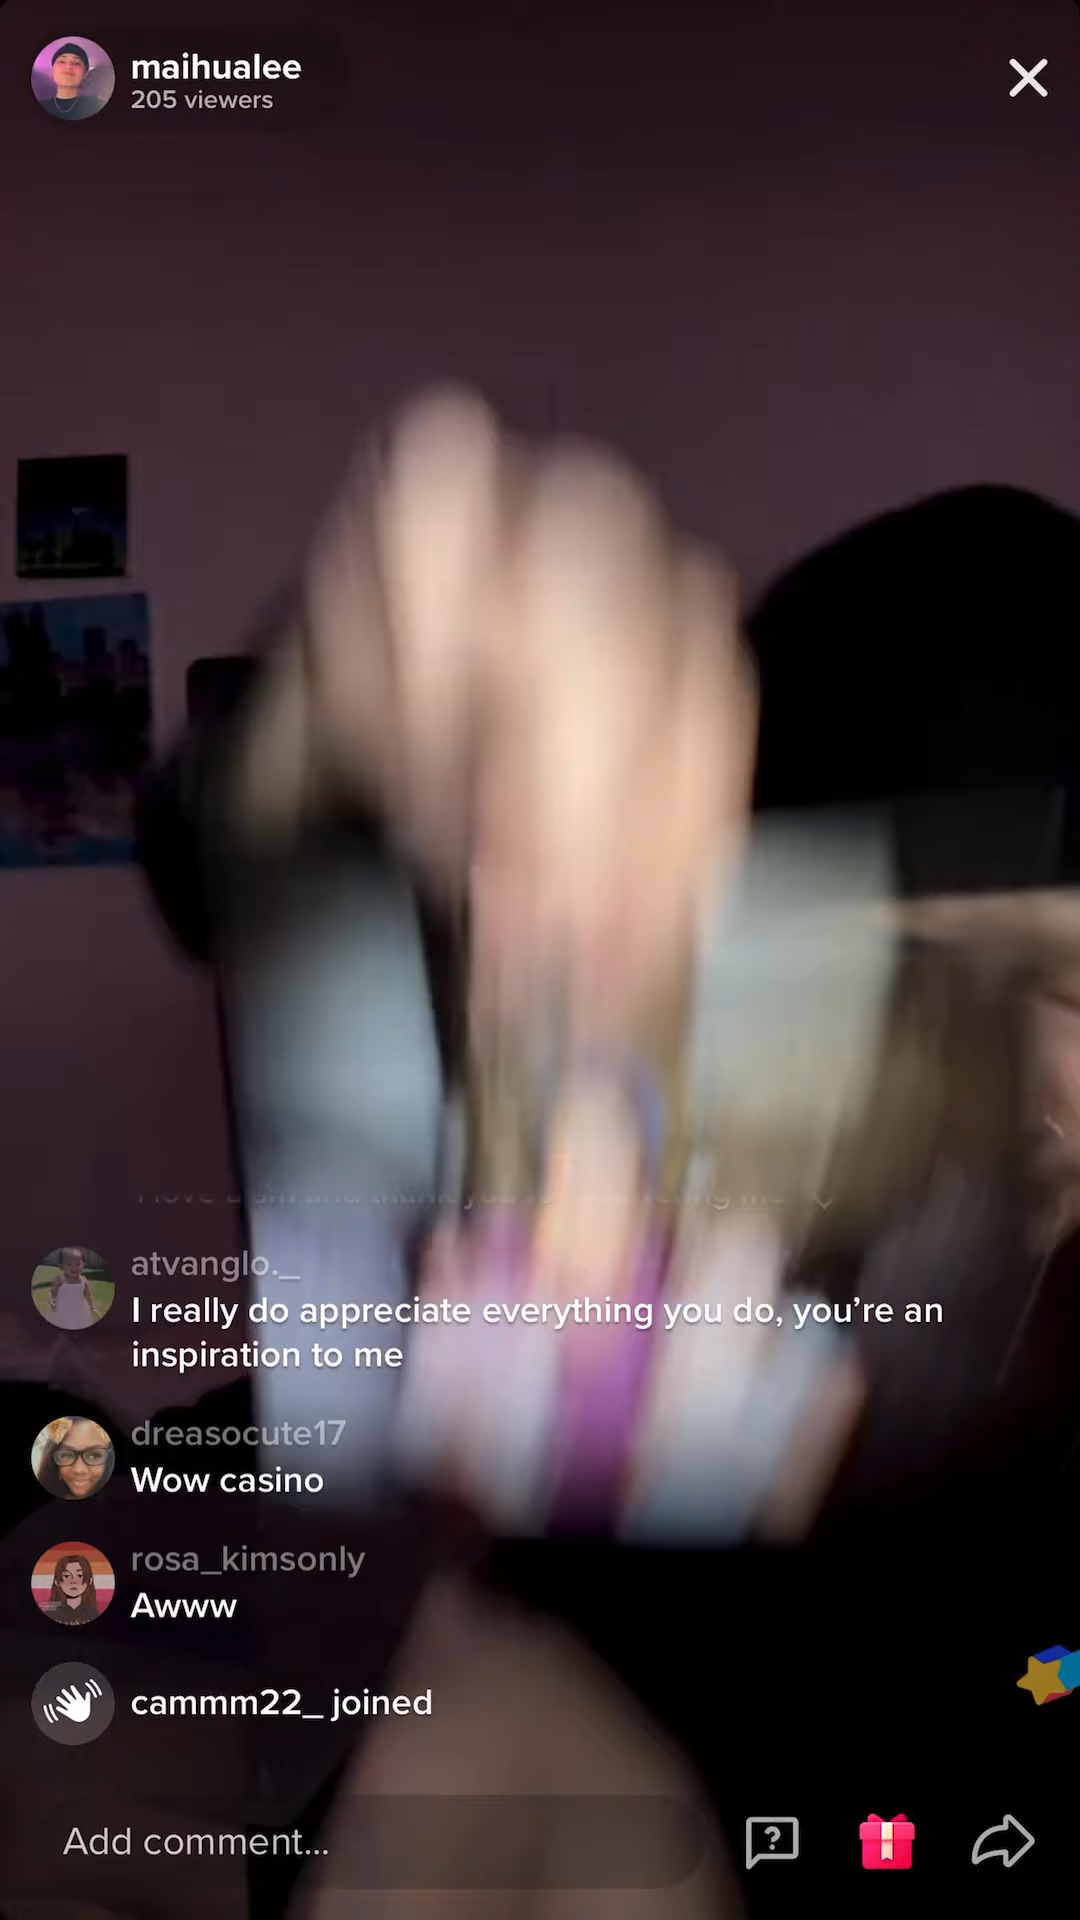 maihualee
205 viewers
atvanglo._
I really do appreciate everything you do, you’re an
inspiration to me
dreasocute17
Wow casino
rosa_kimsonly
Awww
cammm22_ joined
Add comment...